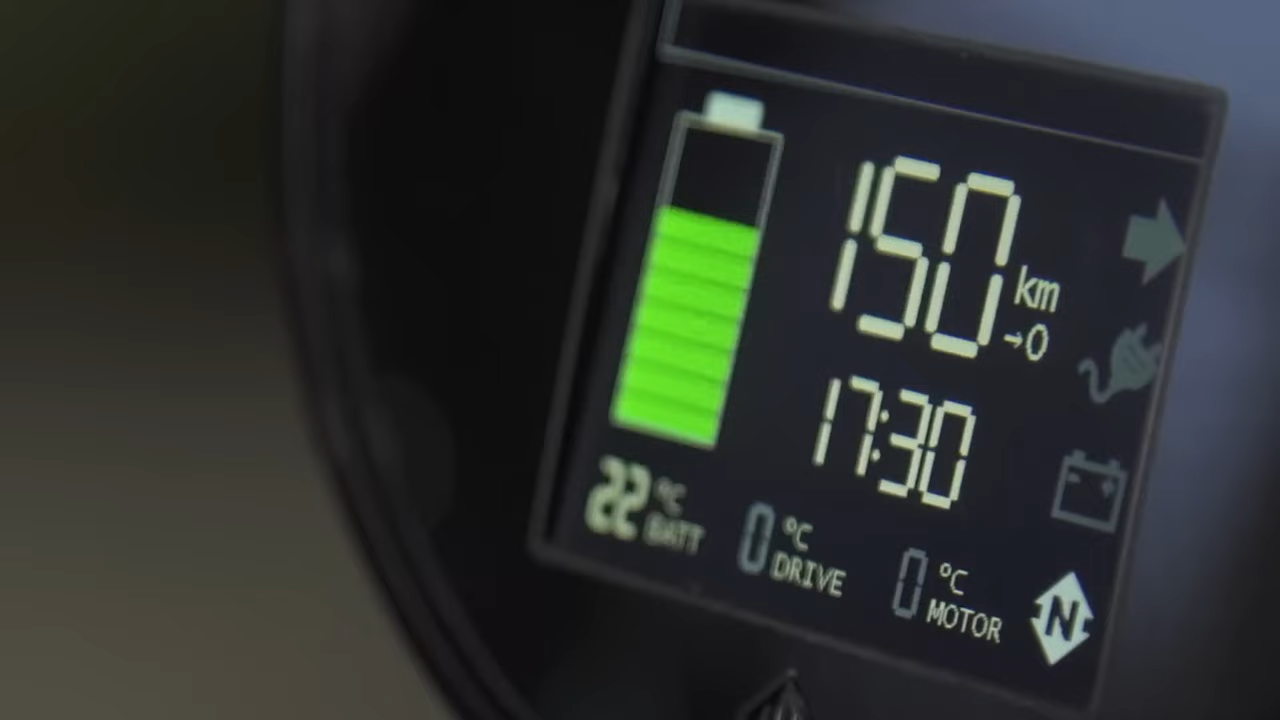 150 km
→0
17:30
22 °C BATT
0 °C DRIVE
0 °C MOTOR
N